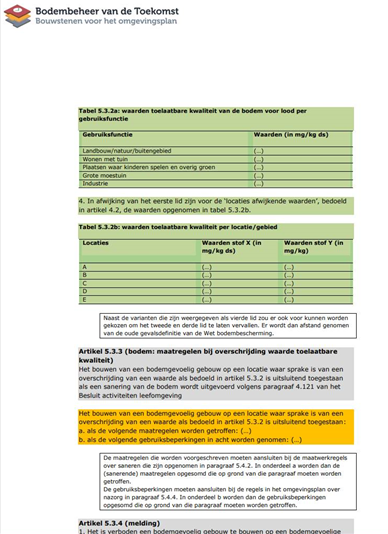 Bodembeheer van de Toekomst
Bouwstenen voor het omgevingsplan
Tabel 5.3.2a: waarden toelaatbare kwaliteit van de bodem voor lood per
gebruiksfunctie
Gebruiksfunctie Waarden (in mg/kg ds)
Landbouw/natuur/buitengebied (…)
Wonen met tuin (…)
Plaatsen waar kinderen spelen en overig groen (…)
Grote moestuin (…)
Industrie (…)
4. In afwijking van het eerste lid zijn voor de 'locaties afwijkende waarden', bedoeld
in artikel 4.2, de waarden opgenomen in tabel 5.3.2b.
Tabel 5.3.2b: waarden toelaatbare kwaliteit per locatie/gebied
Locaties Waarden stof X (in Waarden stof Y (in
mg/kg ds) mg/kg)
A (…) (…)
B (…) (…)
C (…) (…)
D (…) (…)
E (…) (…)
Naast de varianten die zijn weergegeven als vierde lid zou er ook voor kunnen worden
gekozen om het tweede en derde lid te laten vervallen. Er wordt dan afstand genomen
van de oude gevalsdefinitie van de Wet bodembescherming.
Artikel 5.3.3 (bodem: maatregelen bij overschrijding waarde toelaatbare
kwaliteit)
Het bouwen van een bodemgevoelig gebouw op een locatie waar sprake is van een
overschrijding van een waarde als bedoeld in artikel 5.3.2 is uitsluitend toegestaan
als een sanering van de bodem wordt uitgevoerd volgens paragraaf 4.121 van het
Besluit activiteiten leefomgeving
Het bouwen van een bodemgevoelig gebouw op een locatie waar sprake is van een
overschrijding van een waarde als bedoeld in artikel 5.3.2 is uitsluitend toegestaan:
a. als de volgende maatregelen worden getroffen: (…)
b. als de volgende gebruiksbeperkingen in acht worden genomen: (…)
De maatregelen die worden voorgeschreven moeten aansluiten bij de maatwerkregels
over saneren die zijn opgenomen in paragraaf 5.4.2. In onderdeel a worden dan de
(sanerende) maatregelen opgesomd die op grond van die paragraaf moeten worden
getroffen.
De gebruiksbeperkingen moeten aansluiten bij de regels in het omgevingsplan over
nazorg in paragraaf 5.4.4. In onderdeel b worden dan de gebruiksbeperkingen
opgesomd die op grond van die paragraaf moeten worden getroffen.
Artikel 5.3.4 (melding)
1. Het is verboden een bodemgevoelig gebouw te bouwen op een bodemgevoelige